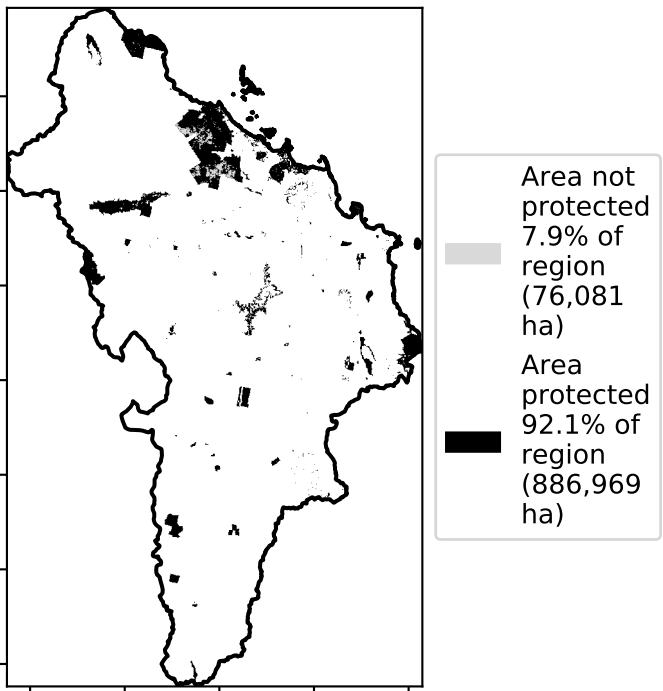 Area not
protected
7.9% of
region
(76,081
ha)
Area
protected
92.1% of
region
(886,969
ha)